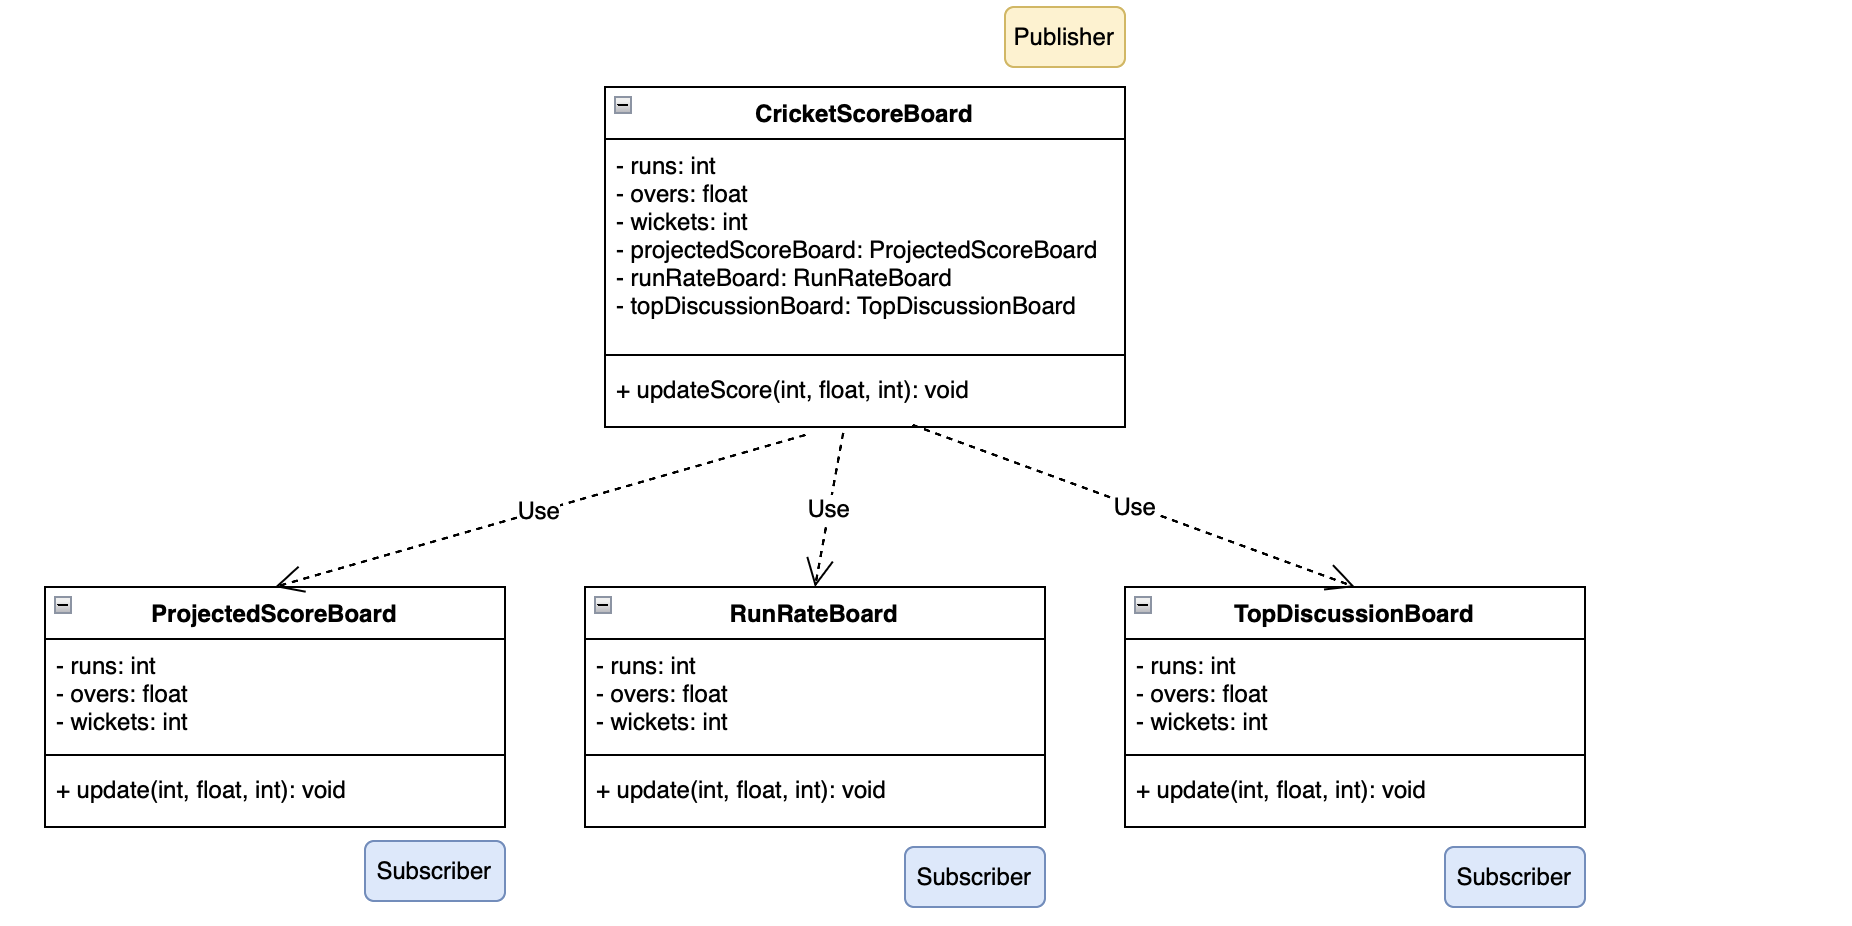 Publisher
CricketScoreBoard
- runs: int
- overs: float
- wickets: int
- projectedScoreBoard: ProjectedScoreBoard
- runRateBoard: RunRateBoard
- topDiscussionBoard: TopDiscussionBoard
+ updateScore(int, float, int): void
Use
Use
Use
ProjectedScoreBoard
- runs: int
- overs: float
- wickets: int
+ update(int, float, int): void
Subscriber
RunRateBoard
- runs: int
- overs: float
- wickets: int
+ update(int, float, int): void
Subscriber
TopDiscussionBoard
- runs: int
- overs: float
- wickets: int
+ update(int, float, int): void
Subscriber